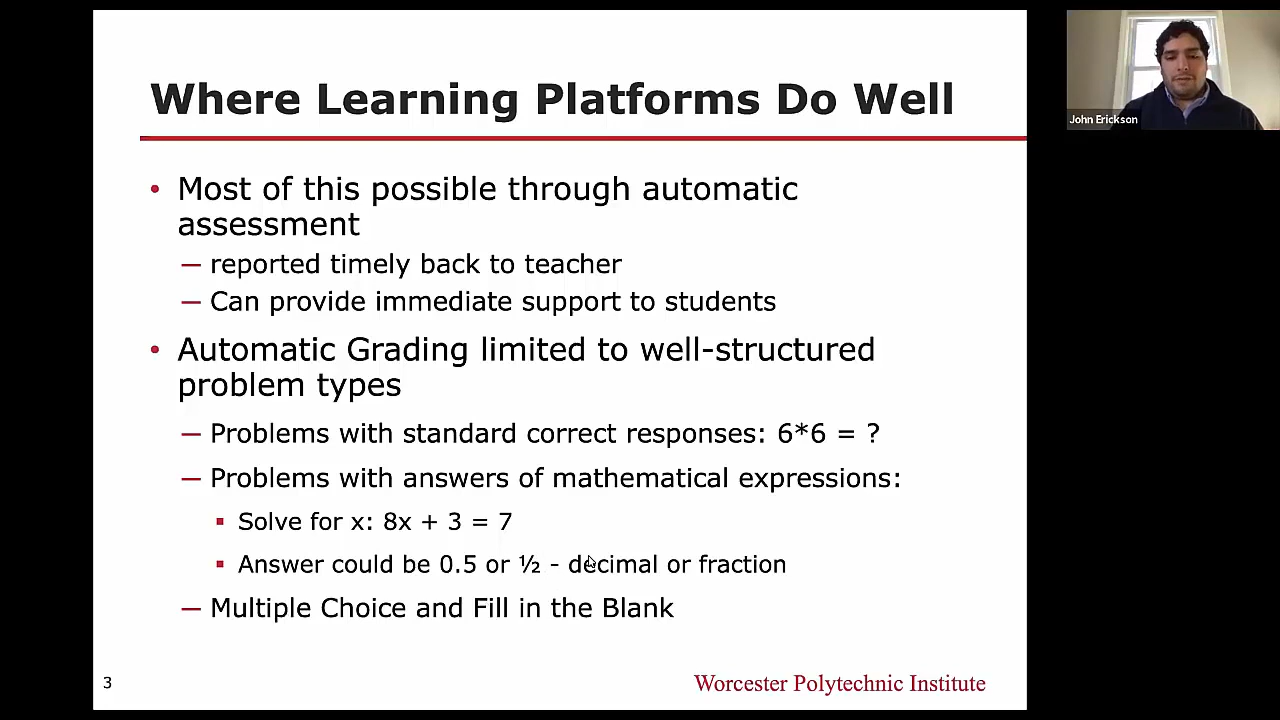 Where Learning Platforms Do Well
• Most of this possible through automatic
assessment
— reported timely back to teacher
— Can provide immediate support to students
• Automatic Grading limited to well-structured
problem types
— Problems with standard correct responses: 6*6 = ?
— Problems with answers of mathematical expressions:
▪ Solve for x: 8x + 3 = 7
▪ Answer could be 0.5 or ½ - decimal or fraction
— Multiple Choice and Fill in the Blank
3
Worcester Polytechnic Institute
John Erickson